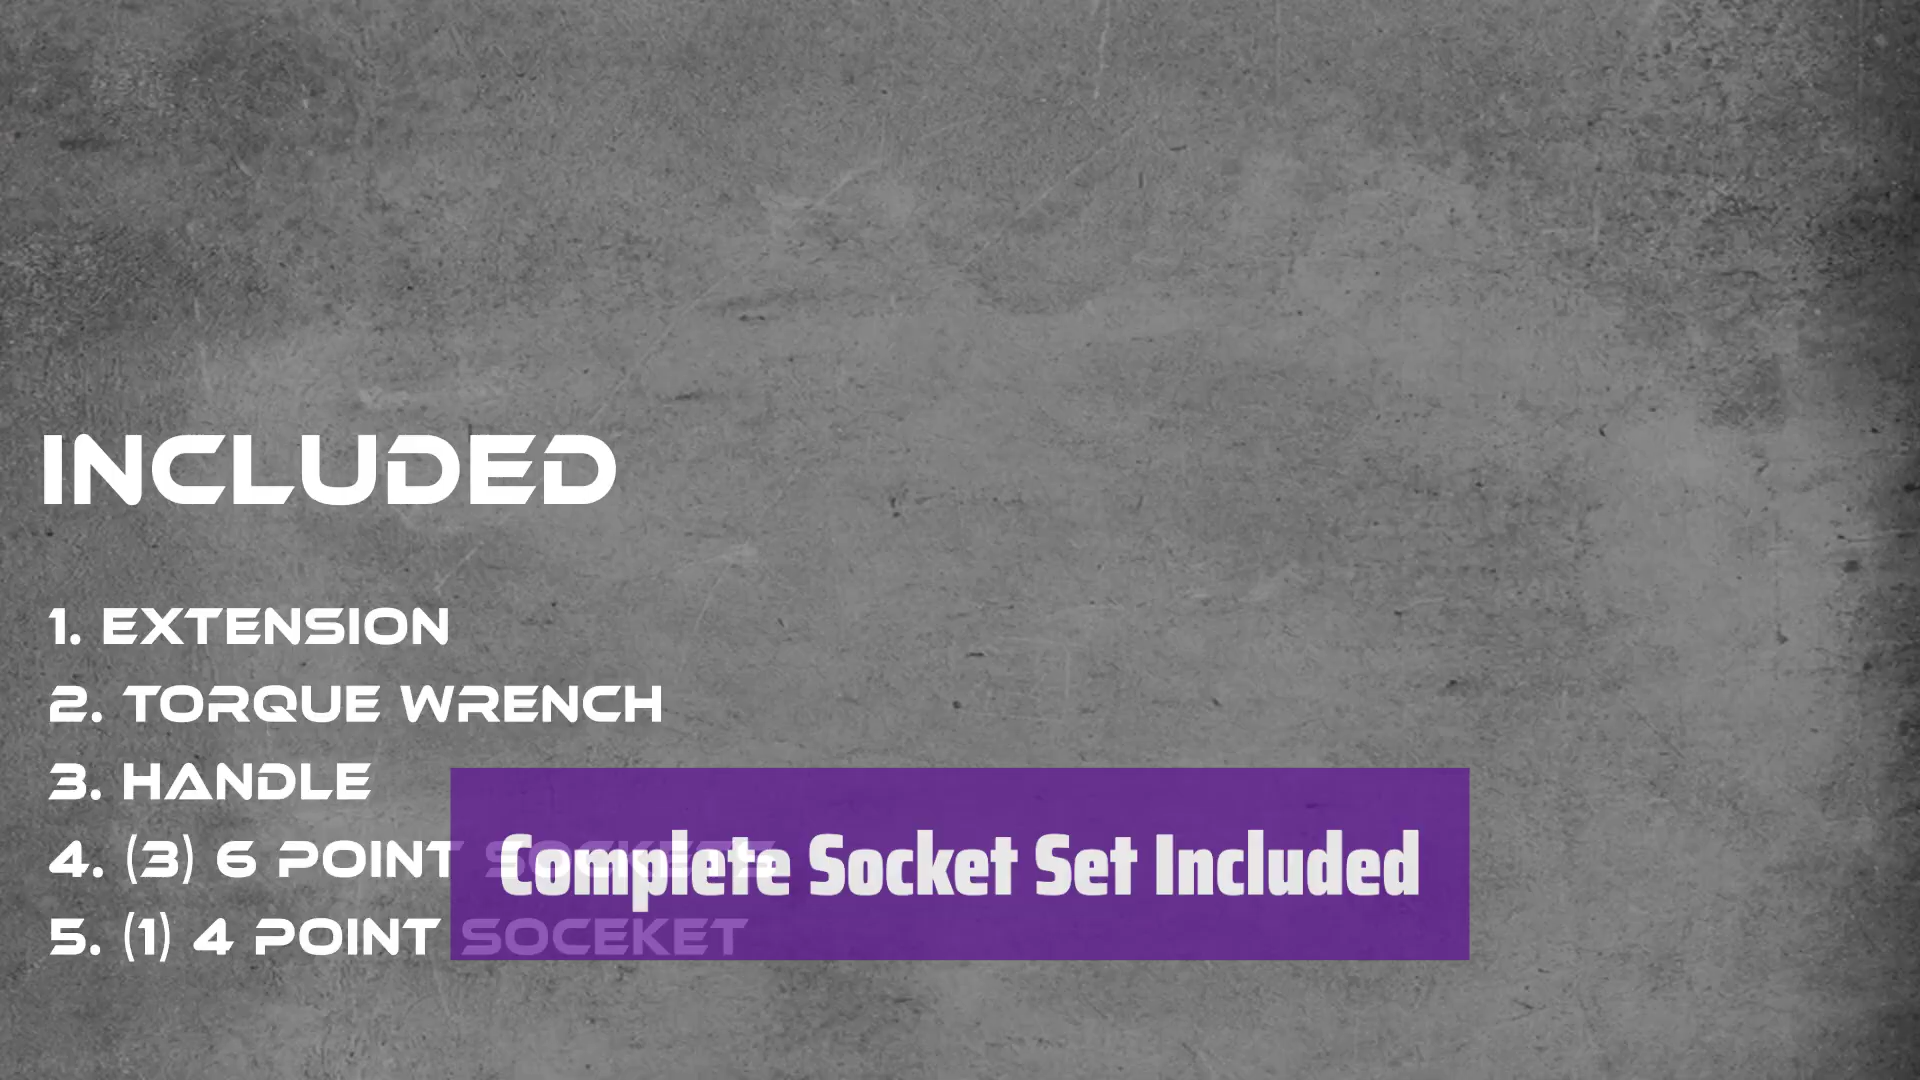 INCLUDED
1. EXTENSION
2. TORQUE WRENCH
3. HANDLE
4. (3) 6 POINT SOCKETS
Complete Socket Set Included
5. (1) 4 POINT SOCEKET